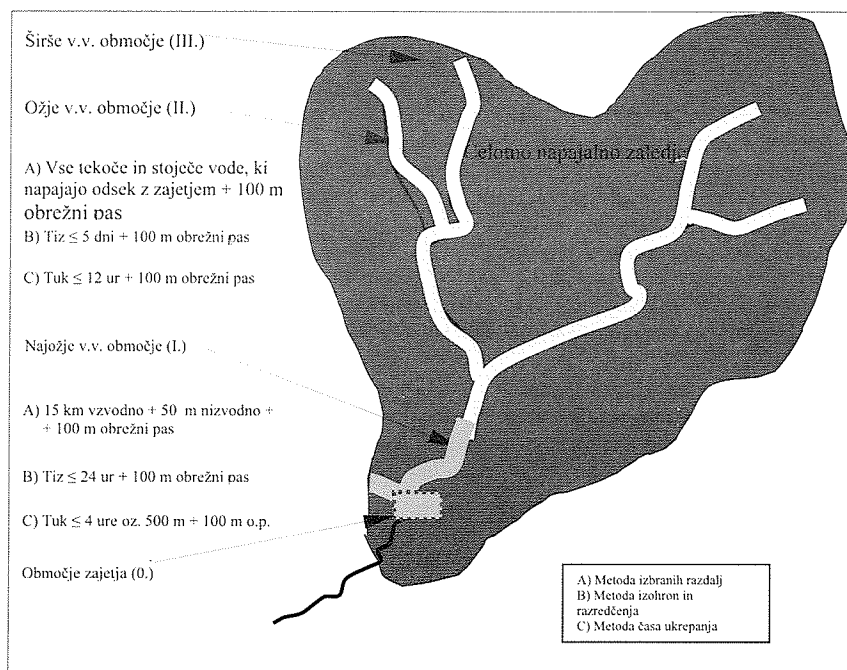 Širše v.v. območje (III.)
Ožje v.v. območje (II.)
A) Vse tekoče in stoječe vode, ki
napajajo odsek z zajetjem + 100 m
obrežni pas
B) Tiz ≤ 5 dni + 100 m obrežni pas
C) Tuk ≤ 12 ur + 100 m obrežni pas
Celotno napajalno zaledje
Najožje v.v. območje (I.)
A) 15 km vzvodno + 50 m nizvodno +
+ 100 m obrežni pas
B) Tiz ≤ 24 ur + 100 m obrežni pas
C) Tuk ≤ 4 ure oz. 500 m + 100 m o.p.
Območje zajetja (0.)
A) Metoda izbranih razdalj
B) Metoda izohron in
razredčenja
C) Metoda časa ukrepanja